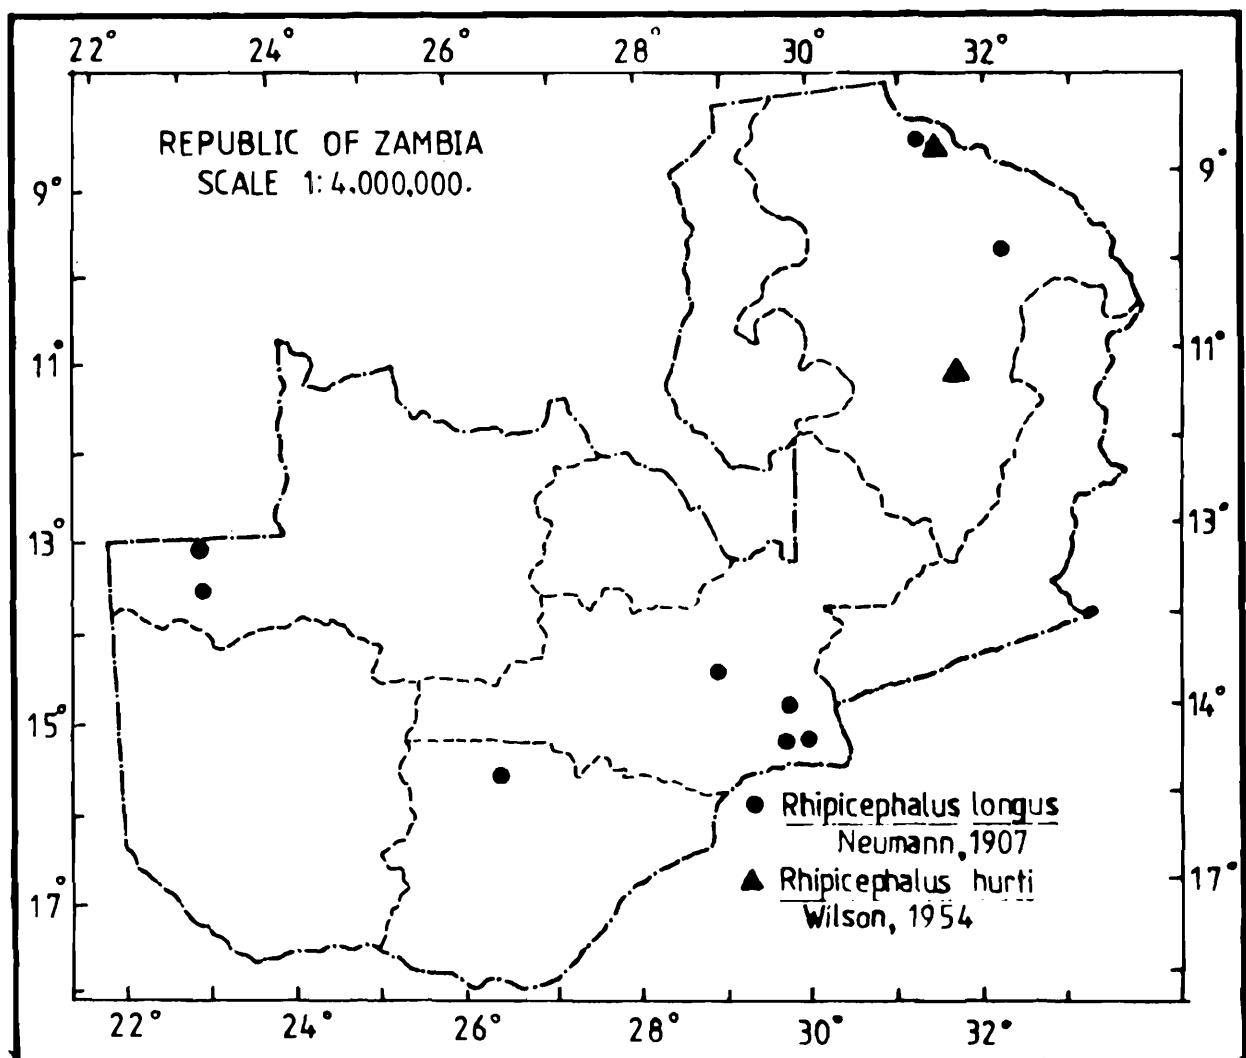 22° 24° 26° 28° 30° 32°
REPUBLIC OF ZAMBIA
SCALE 1:4.000,000.
9° 9°
11° 11°
13° 13°
15° 14°
Rhipicephalus longus
Neumann, 1907
Rhipicephalus hurti
Wilson, 1954
17° 17°
22° 24° 26° 28° 30° 32°